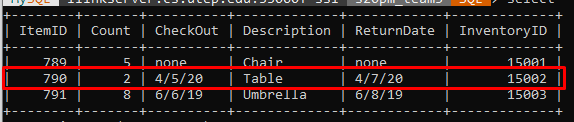 MySQL ilinkserver.cs.utep.edu:33060+ ssl s20pm_team5 SQL > select
| ItemID | Count | CheckOut | Description | ReturnDate | InventoryID |
| 789 | 5 | none | Chair | none | 15001 |
| 790 | 2 | 4/5/20 | Table | 4/7/20 | 15002 |
| 791 | 8 | 6/6/19 | Umbrella | 6/8/19 | 15003 |